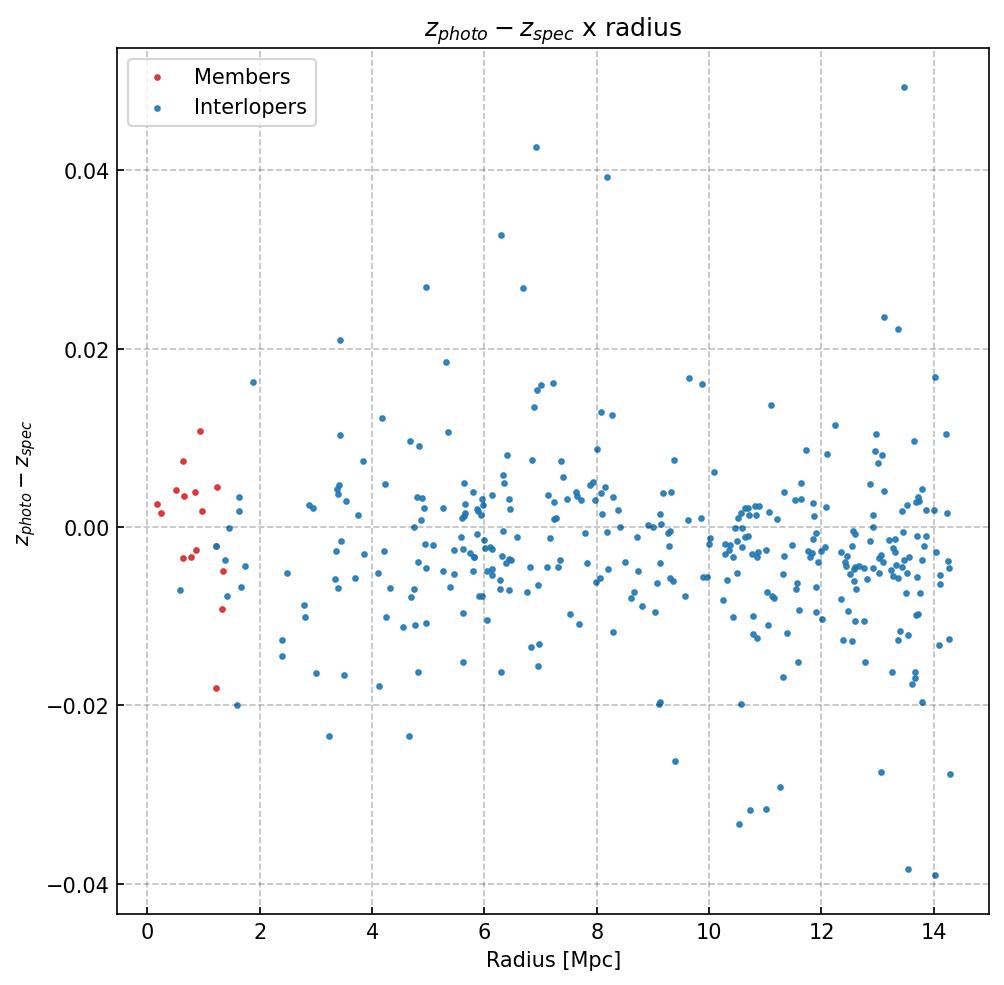 z_photo − z_spec x radius
Members
Interlopers
z_photo − z_spec
0.04
0.02
0.00
−0.02
−0.04
0 2 4 6 8 10 12 14
Radius [Mpc]